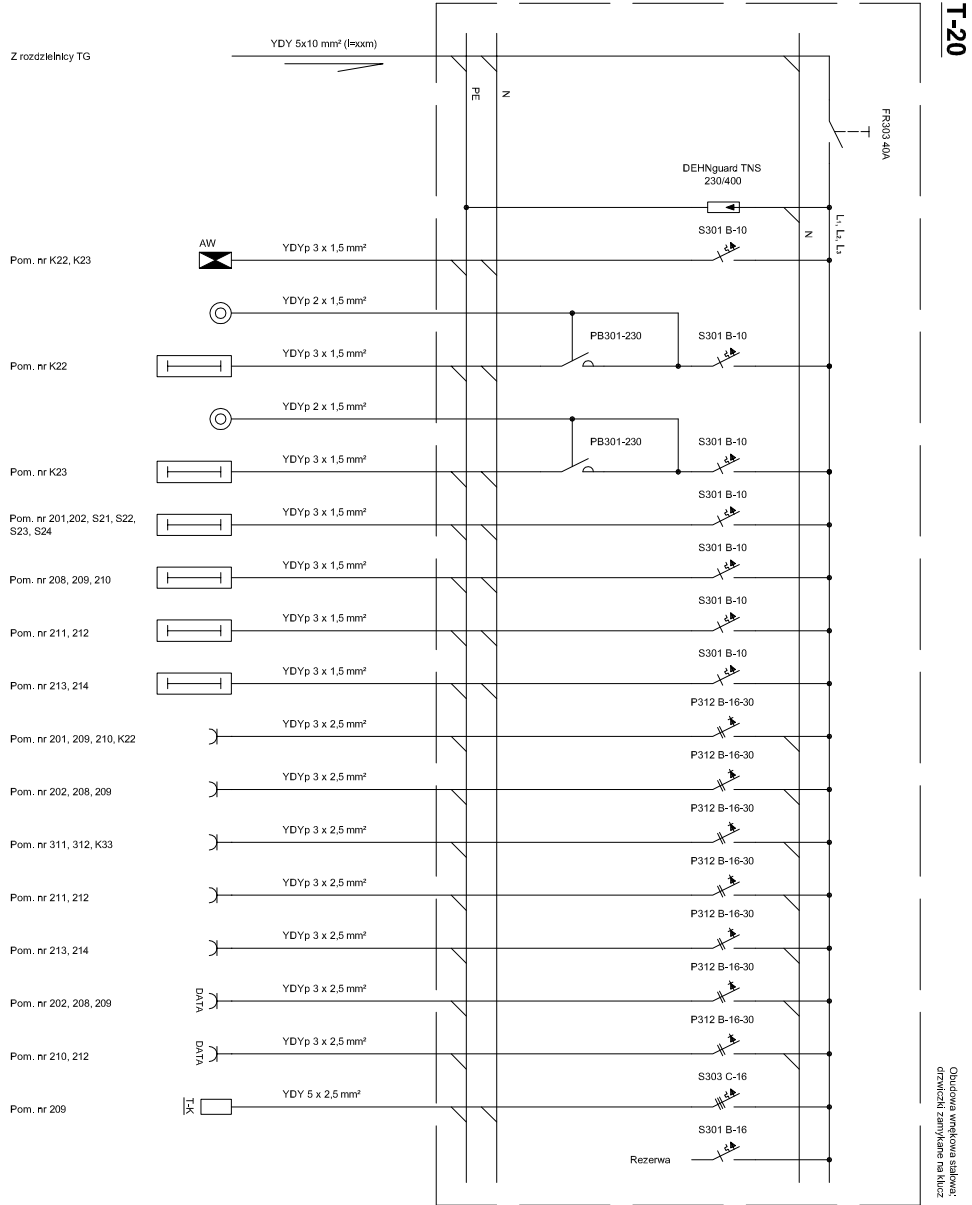 T-20
Z rozdzielnicy TG
YDY 5x10 mm² (l=xxm)
PE
N
FR303 40A
DEHNguard TNS
230/400
L₁, L₂, L₃
N
Pom. nr K22, K23
AW
YDYp 3 x 1,5 mm²
S301 B-10
YDYp 2 x 1,5 mm²
Pom. nr K22
YDYp 3 x 1,5 mm²
PB301-230
S301 B-10
YDYp 2 x 1,5 mm²
Pom. nr K23
YDYp 3 x 1,5 mm²
PB301-230
S301 B-10
Pom. nr 201,202, S21, S22,
S23, S24
YDYp 3 x 1,5 mm²
S301 B-10
Pom. nr 208, 209, 210
YDYp 3 x 1,5 mm²
S301 B-10
Pom. nr 211, 212
YDYp 3 x 1,5 mm²
S301 B-10
Pom. nr 213, 214
YDYp 3 x 1,5 mm²
S301 B-10
Pom. nr 201, 209, 210, K22
YDYp 3 x 2,5 mm²
P312 B-16-30
Pom. nr 202, 208, 209
YDYp 3 x 2,5 mm²
P312 B-16-30
Pom. nr 311, 312, K33
YDYp 3 x 2,5 mm²
P312 B-16-30
Pom. nr 211, 212
YDYp 3 x 2,5 mm²
P312 B-16-30
Pom. nr 213, 214
YDYp 3 x 2,5 mm²
P312 B-16-30
Pom. nr 202, 208, 209
DATA
YDYp 3 x 2,5 mm²
P312 B-16-30
Pom. nr 210, 212
DATA
YDYp 3 x 2,5 mm²
P312 B-16-30
Pom. nr 209
T-K
YDY 5 x 2,5 mm²
S303 C-16
Rezerwa
S301 B-16
Obudowa wnękowa stalowa;
drzwiczki zamykane na klucz